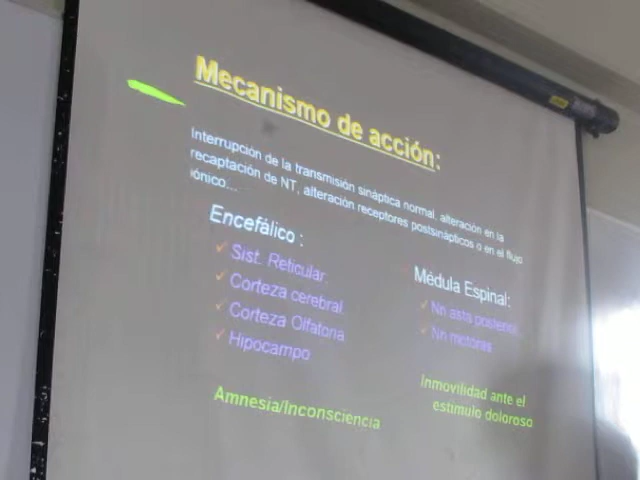 Mecanismo de acción:
Interrupción de la transmisión sináptica normal, alteración en la
recaptación de NT, alteración receptores postsinápticos o en el flujo
iónico...
Encefálico :
Sist. Reticular.
Corteza cerebral
Corteza Olfatoria
Hipocampo
Amnesia/Inconsciencia
Médula Espinal:
Nn asta posterior
Nn motoras
Inmovilidad ante el
estímulo doloroso